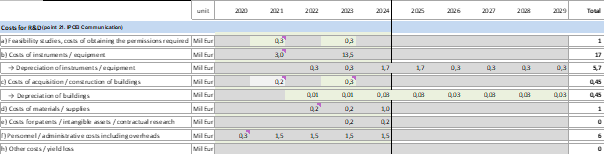 unit 2020 2021 2022 2023 2024 2025 2026 2027 2028 2029 Total
Costs for R&D (point 21. IPCEI Communication)
a) Feasibility studies, costs of obtaining the permissions required Mil Eur 0,3 0,3 1
b) Costs of instruments / equipment Mil Eur 3,0 13,5 17
→ Depreciation of instruments / equipment Mil Eur 0,3 0,3 1,7 1,7 0,3 0,3 0,3 0,3 5,7
c) Costs of acquisition / construction of buildings Mil Eur 0,2 0,3 0,45
→ Depreciation of buildings Mil Eur 0,01 0,01 0,03 0,03 0,03 0,03 0,03 0,03 0,45
d) Costs of materials / supplies Mil Eur 0,2 0,2 1,0 1
e) Costs for patents / intangible assets / contractual research Mil Eur 0,2 0,2 0
f) Personnel / administrative costs including overheads Mil Eur 0,3 1,5 1,5 1,5 1,5 6
h) Other costs / yield loss Mil Eur 0